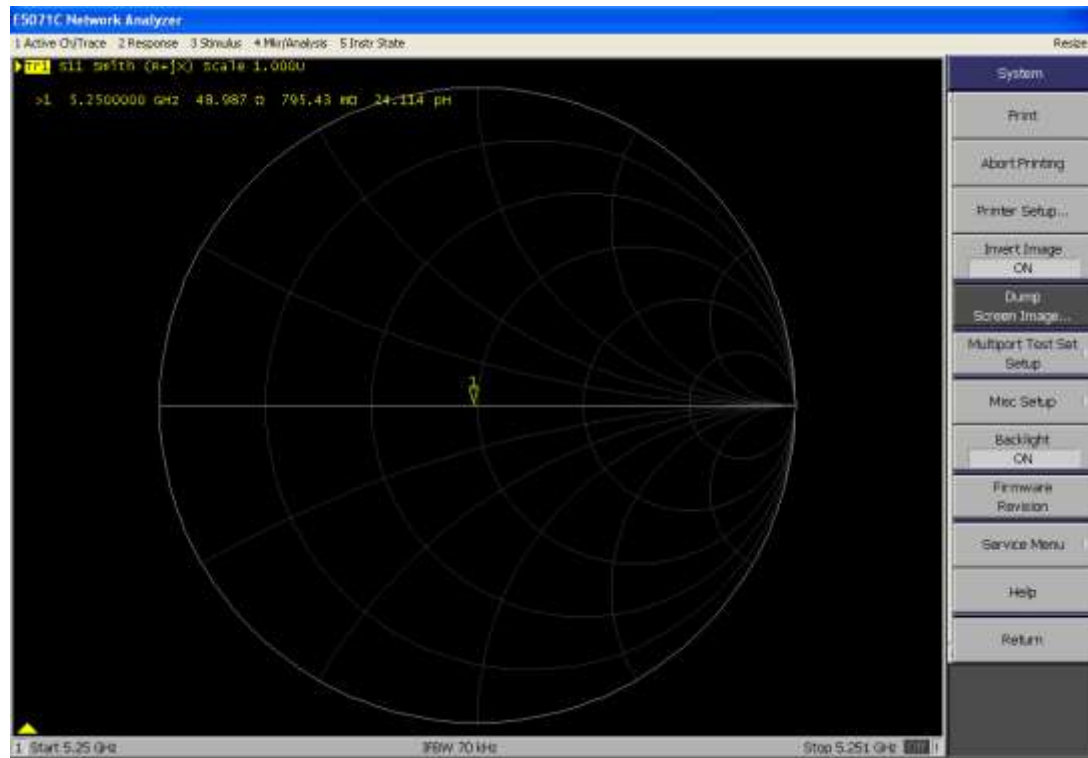 E5071C Network Analyzer
1 Active Ch/Trace 2 Response 3 Stimulus 4 Mkr/Analysis 5 Instr State
Resize
Tr1 S11 Smith (R+jX) Scale 1.000U
>1 5.2500000 GHz 48.987 Ω 795.43 mΩ 24.114 pH
1
System
Print
Abort Printing
Printer Setup...
Invert Image
ON
Dump
Screen Image...
Multiport Test Set
Setup
Misc Setup
Backlight
ON
Firmware
Revision
Service Menu
Help
Return
1 Start 5.25 GHz
IFBW 70 kHz
Stop 5.251 GHz